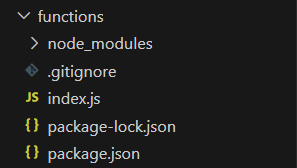 functions
node_modules
.gitignore
JS index.js
{} package-lock.json
{} package.json